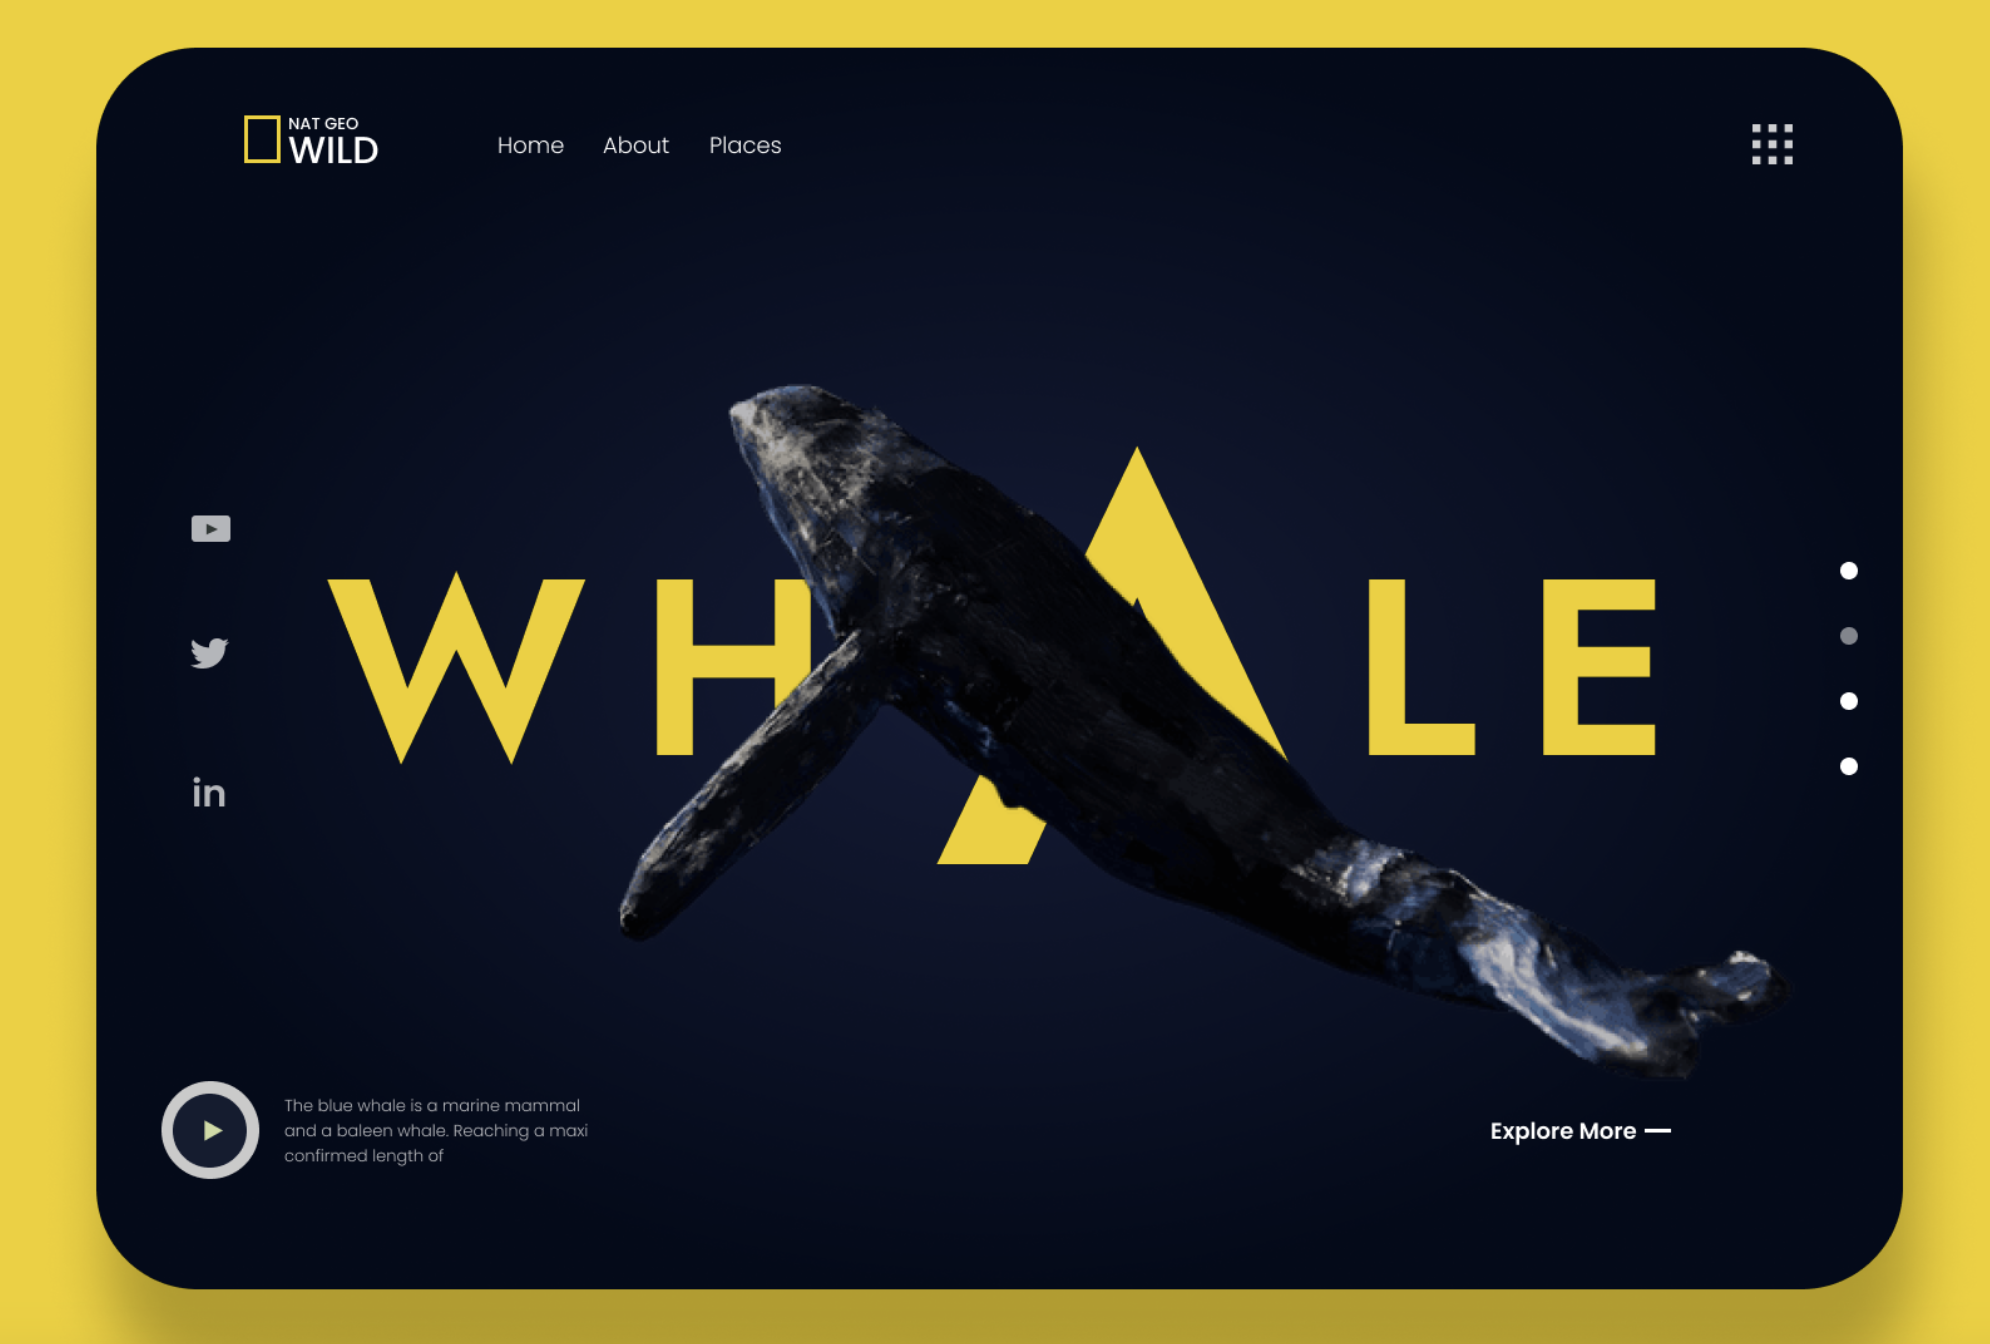 NAT GEO
WILD
Home About Places
WHALE
in
The blue whale is a marine mammal
and a baleen whale. Reaching a maxi
confirmed length of
Explore More